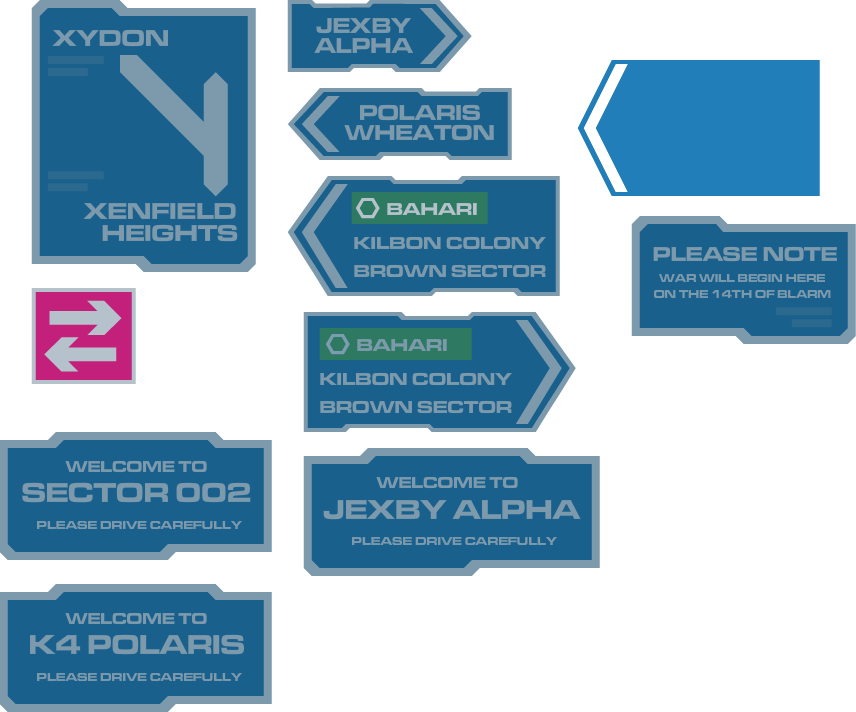 XYDON
XENFIELD
HEIGHTS
JEXBY
ALPHA
POLARIS
WHEATON
BAHARI
KILBON COLONY
BROWN SECTOR
BAHARI
KILBON COLONY
BROWN SECTOR
PLEASE NOTE
WAR WILL BEGIN HERE
ON THE 14TH OF BLARM
WELCOME TO
SECTOR 002
PLEASE DRIVE CAREFULLY
WELCOME TO
JEXBY ALPHA
PLEASE DRIVE CAREFULLY
WELCOME TO
K4 POLARIS
PLEASE DRIVE CAREFULLY